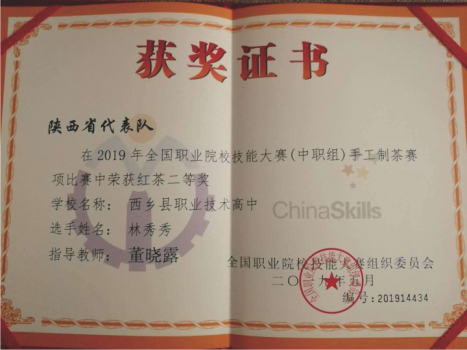 获奖证书
陕西省代表队
在2019年全国职业院校技能大赛(中职组)手工制茶赛
项比赛中荣获红茶二等奖
学校名称：西乡县职业技术高中
选手姓名：林秀秀
指导教师：董晓露
ChinaSkills
全国职业院校技能大赛组织委员会
二〇一九年五月
编号:201914434